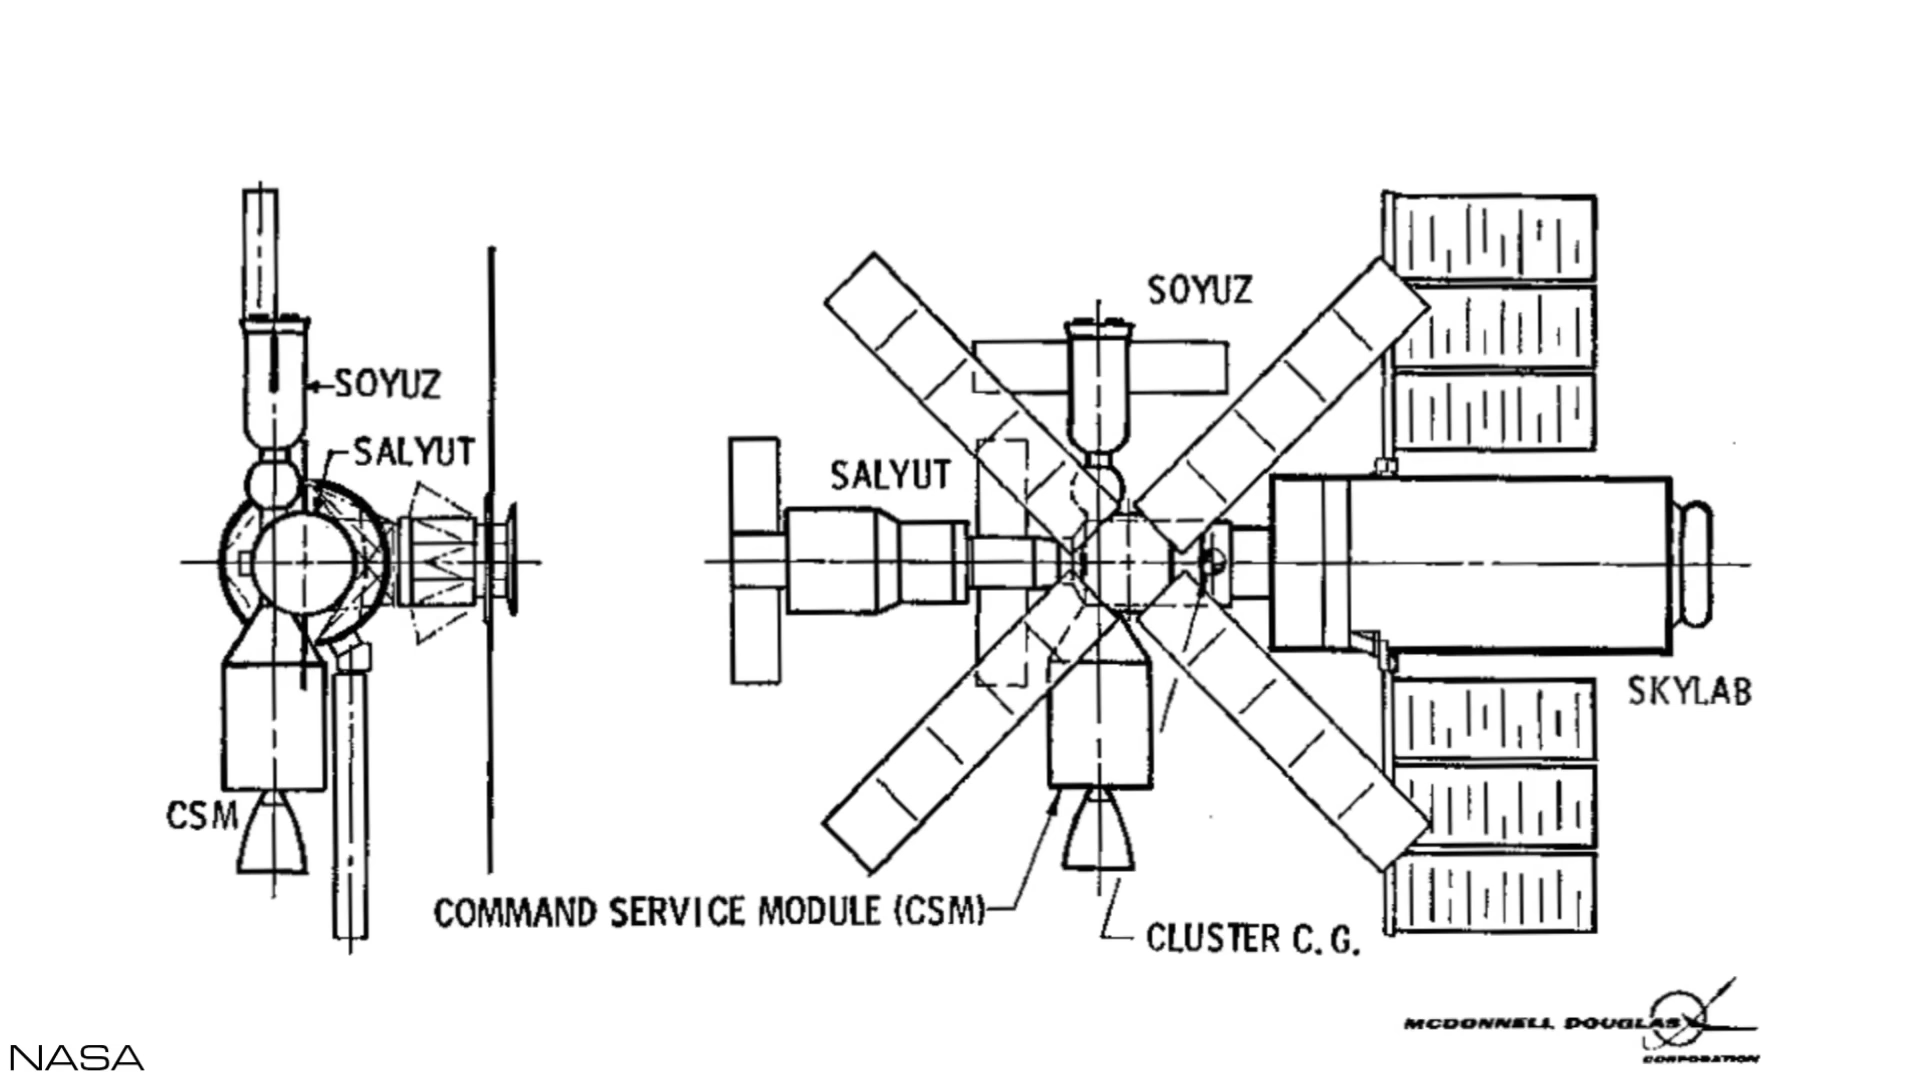 SOYUZ
SALYUT
CSM
SOYUZ
SALYUT
SKYLAB
COMMAND SERVICE MODULE (CSM)
CLUSTER C.G.
MCDONNELL DOUGLAS
CORPORATION
NASA